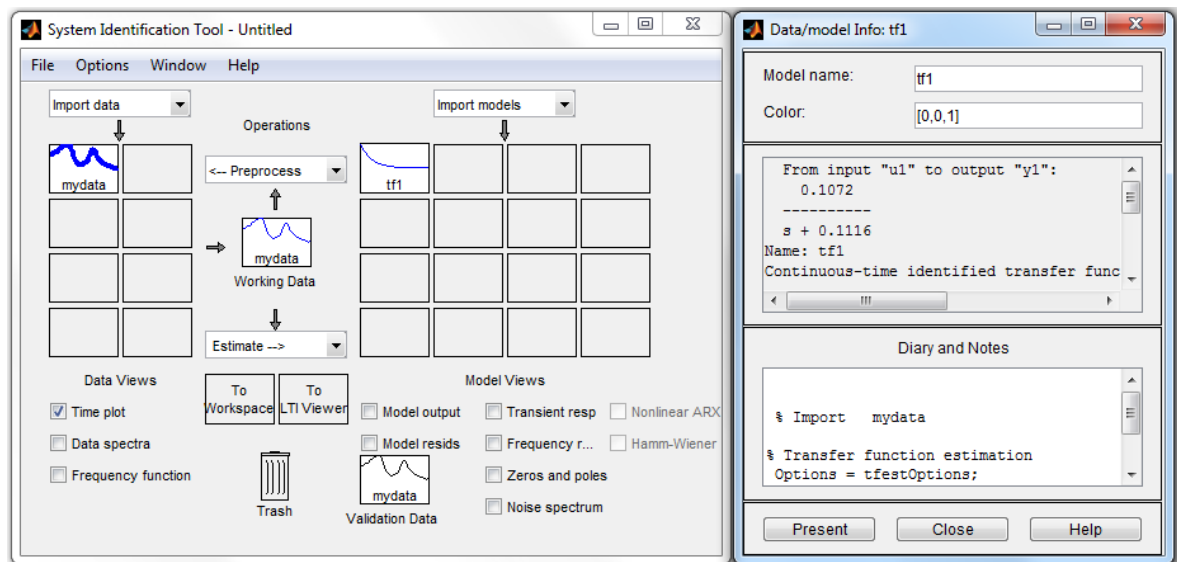 System Identification Tool - Untitled
File Options Window Help
Import data
Operations
Import models
mydata
<-- Preprocess
tf1
mydata
Working Data
Estimate -->
Data Views
To Workspace
To LTI Viewer
Model Views
Time plot
Data spectra
Frequency function
Model output
Transient resp
Nonlinear ARX
Model resids
Frequency r...
Hamm-Wiener
Zeros and poles
Noise spectrum
Trash
mydata
Validation Data
Data/model Info: tf1
Model name: tf1
Color: [0,0,1]
From input "u1" to output "y1":
0.1072
----------
s + 0.1116
Name: tf1
Continuous-time identified transfer func
Diary and Notes
% Import mydata
% Transfer function estimation
Options = tfestOptions;
Present Close Help